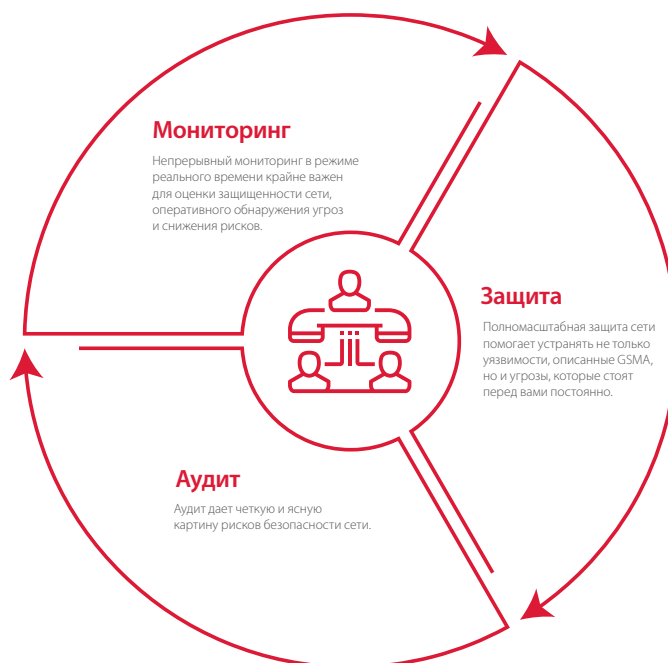 Мониторинг
Непрерывный мониторинг в режиме
реального времени крайне важен
для оценки защищенности сети,
оперативного обнаружения угроз
и снижения рисков.
Защита
Полномасштабная защита сети
помогает устранять не только
уязвимости, описанные GSMA,
но и угрозы, которые стоят
перед вами постоянно.
Аудит
Аудит дает четкую и ясную
картину рисков безопасности сети.